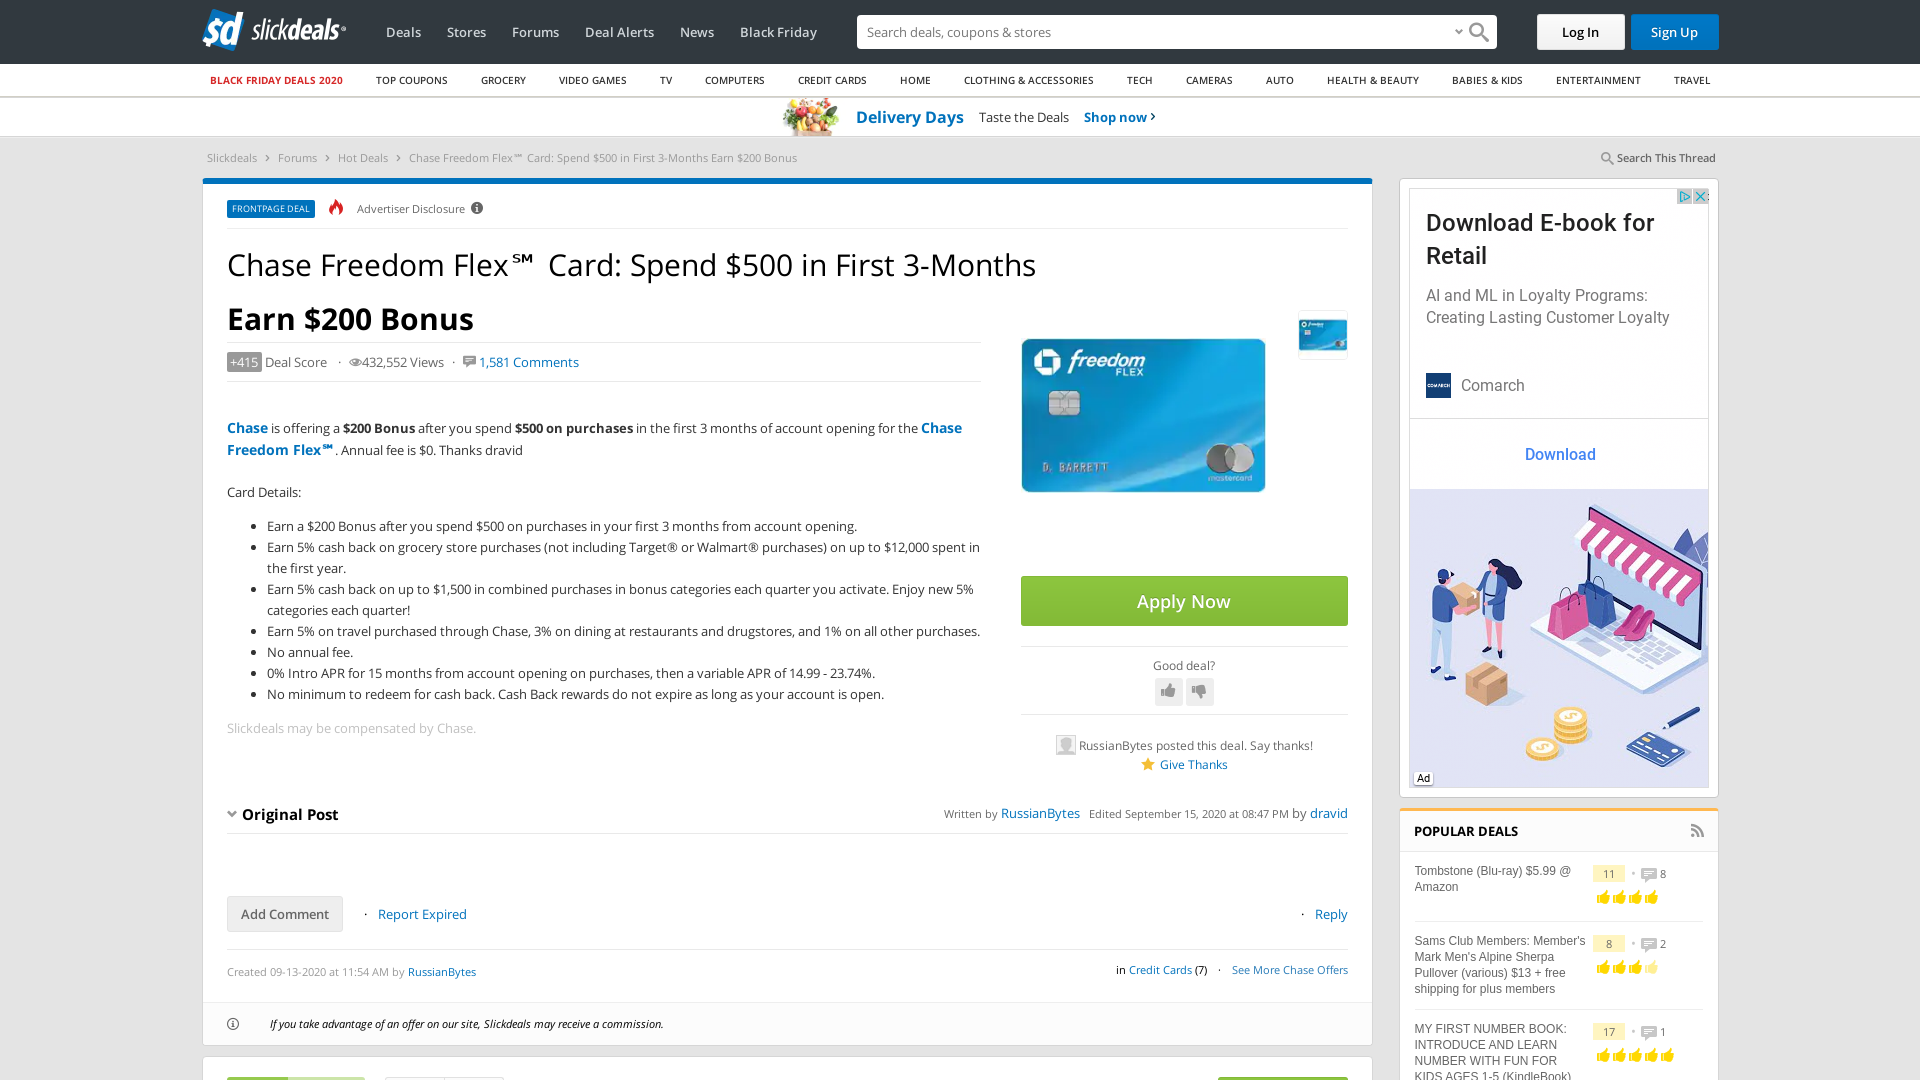 slickdeals
Deals
Stores
Forums
Deal Alerts
News
Black Friday
Search deals, coupons & stores
Log In
Sign Up
BLACK FRIDAY DEALS 2020
TOP COUPONS
GROCERY
VIDEO GAMES
TV
COMPUTERS
CREDIT CARDS
HOME
CLOTHING & ACCESSORIES
TECH
CAMERAS
AUTO
HEALTH & BEAUTY
BABIES & KIDS
ENTERTAINMENT
TRAVEL
Delivery Days Taste the Deals Shop now
Slickdeals > Forums > Hot Deals > Chase Freedom Flex℠ Card: Spend $500 in First 3-Months Earn $200 Bonus
Search This Thread
FRONTPAGE DEAL
Advertiser Disclosure
Chase Freedom Flex℠ Card: Spend $500 in First 3-Months
Earn $200 Bonus
+415 Deal Score · 432,552 Views · 1,581 Comments
Chase is offering a $200 Bonus after you spend $500 on purchases in the first 3 months of account opening for the Chase
Freedom Flex℠. Annual fee is $0. Thanks dravid
Card Details:
Earn a $200 Bonus after you spend $500 on purchases in your first 3 months from account opening.
Earn 5% cash back on grocery store purchases (not including Target® or Walmart® purchases) on up to $12,000 spent in
the first year.
Earn 5% cash back on up to $1,500 in combined purchases in bonus categories each quarter you activate. Enjoy new 5%
categories each quarter!
Earn 5% on travel purchased through Chase, 3% on dining at restaurants and drugstores, and 1% on all other purchases.
No annual fee.
0% Intro APR for 15 months from account opening on purchases, then a variable APR of 14.99 - 23.74%.
No minimum to redeem for cash back. Cash Back rewards do not expire as long as your account is open.
Slickdeals may be compensated by Chase.
freedom
FLEX
D. BARRETT
mastercard
Apply Now
Good deal?
RussianBytes posted this deal. Say thanks!
Give Thanks
Original Post
Written by RussianBytes Edited September 15, 2020 at 08:47 PM by dravid
Add Comment · Report Expired
· Reply
Created 09-13-2020 at 11:54 AM by RussianBytes
in Credit Cards (7) · See More Chase Offers
If you take advantage of an offer on our site, Slickdeals may receive a commission.
Download E-book for
Retail
AI and ML in Loyalty Programs:
Creating Lasting Customer Loyalty
COMARCH
Comarch
Download
Ad
POPULAR DEALS
Tombstone (Blu-ray) $5.99 @
Amazon
11 · 8
Sams Club Members: Member's
Mark Men's Alpine Sherpa
Pullover (various) $13 + free
shipping for plus members
8 · 2
MY FIRST NUMBER BOOK:
INTRODUCE AND LEARN
NUMBER WITH FUN FOR
KIDS AGES 1-5 (KindleBook)
17 · 1